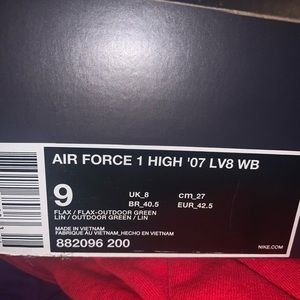 AIR FORCE 1 HIGH '07 LV8 WB
9
UK_8 cm_27
BR_40.5 EUR_42.5
FLAX / FLAX-OUTDOOR GREEN
LIN / OUTDOOR GREEN / LIN
MADE IN VIETNAM
FABRIQUE AU VIETNAM_HECHO EN VIETNAM
882096 200
NIKE.COM